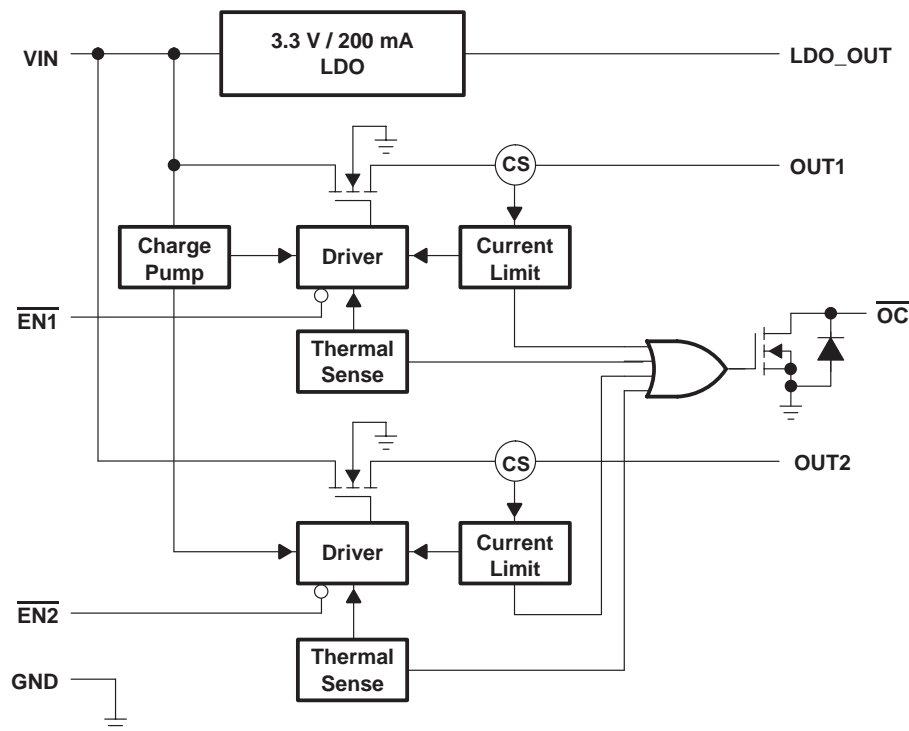 VIN
3.3 V / 200 mA
LDO
LDO_OUT
CS
OUT1
Charge
Pump
Driver
Current
Limit
EN1
OC
Thermal
Sense
CS
OUT2
Driver
Current
Limit
EN2
Thermal
Sense
GND